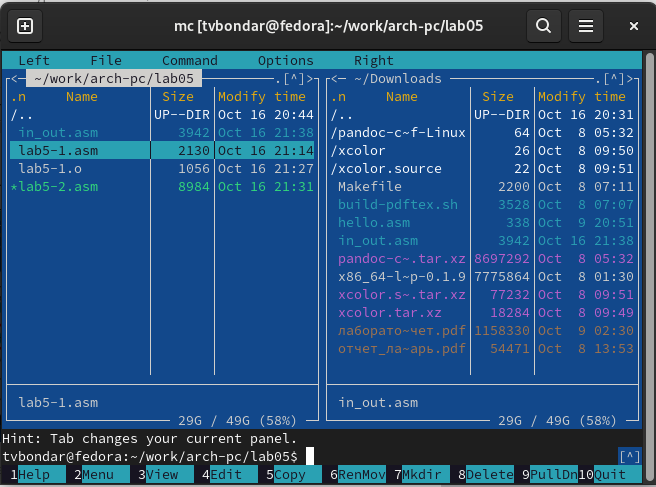 mc [tvbondar@fedora]:~/work/arch-pc/lab05
Left File Command Options Right
<─ ~/work/arch-pc/lab05 .[^]>
.n Name Size Modify time
/.. UP--DIR Oct 16 20:44
in_out.asm 3942 Oct 16 21:38
lab5-1.asm 2130 Oct 16 21:14
lab5-1.o 1056 Oct 16 21:27
*lab5-2.asm 8984 Oct 16 21:31
lab5-1.asm
29G / 49G (58%)
<─ ~/Downloads .[^]>
.n Name Size Modify time
/.. UP--DIR Oct 16 20:31
/pandoc-c~f-Linux 64 Oct 8 05:32
/xcolor 26 Oct 8 09:50
/xcolor.source 22 Oct 8 09:51
Makefile 2200 Oct 8 07:11
build-pdftex.sh 3528 Oct 8 07:07
hello.asm 338 Oct 9 20:51
in_out.asm 3942 Oct 16 21:38
pandoc-c~.tar.xz 8697292 Oct 8 05:32
x86_64-l~p-0.1.9 7775864 Oct 8 01:30
xcolor.s~.tar.xz 77232 Oct 8 09:51
xcolor.tar.xz 18284 Oct 8 09:49
лаборато~чет.pdf 1158330 Oct 9 02:30
отчет_ла~арь.pdf 54471 Oct 8 13:53
in_out.asm
29G / 49G (58%)
Hint: Tab changes your current panel.
tvbondar@fedora:~/work/arch-pc/lab05$ [^]
1Help 2Menu 3View 4Edit 5Copy 6RenMov 7Mkdir 8Delete 9PullDn 10Quit